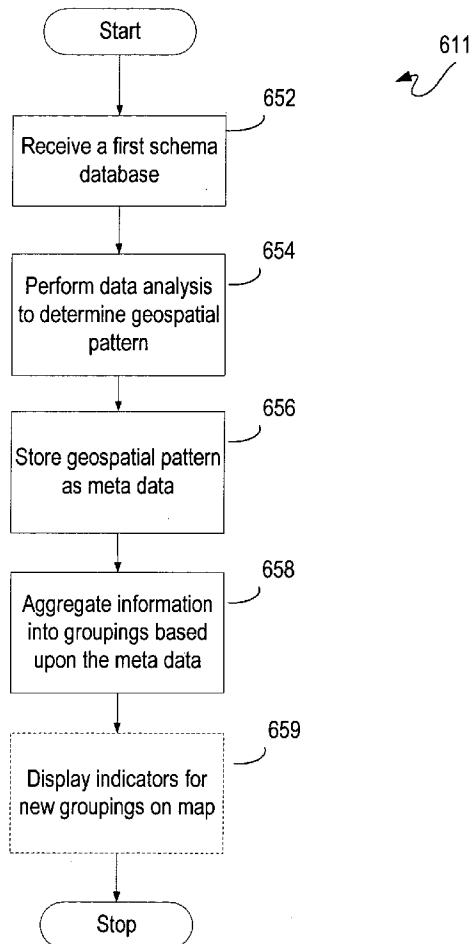 Start
611
652
Receive a first schema
database
654
Perform data analysis
to determine geospatial
pattern
656
Store geospatial pattern
as meta data
658
Aggregate information
into groupings based
upon the meta data
659
Display indicators for
new groupings on map
Stop